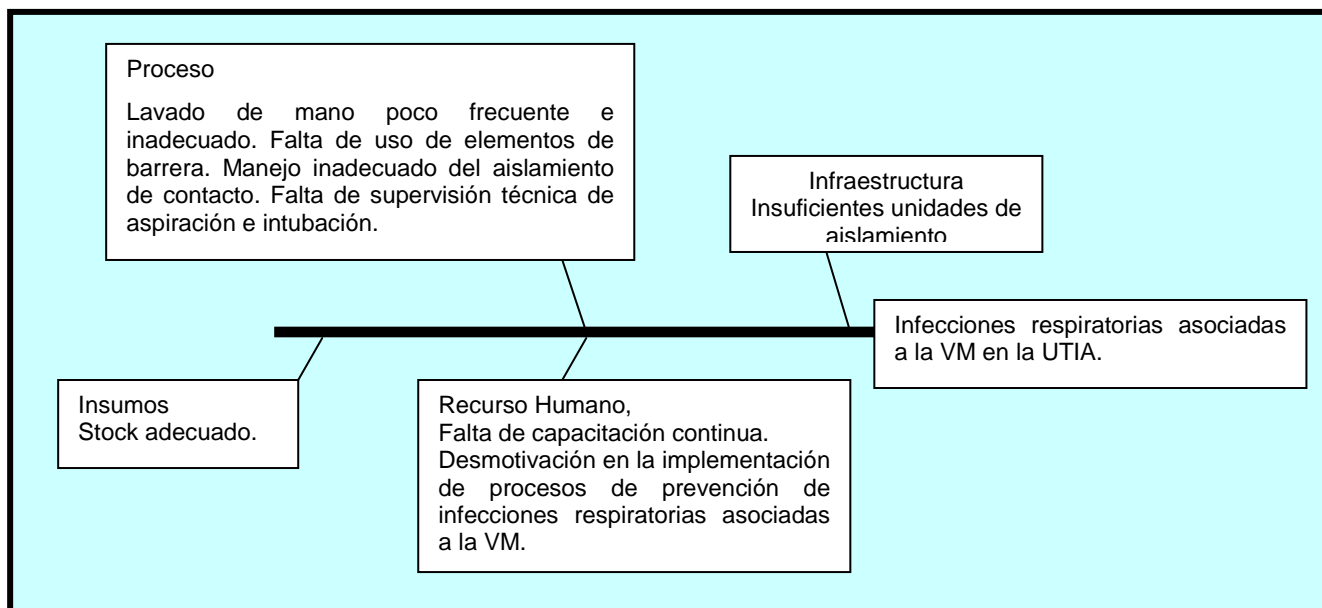 Proceso
Lavado de mano poco frecuente e
inadecuado. Falta de uso de elementos de
barrera. Manejo inadecuado del aislamiento
de contacto. Falta de supervisión técnica de
aspiración e intubación.
Infraestructura
Insuficientes unidades de
aislamiento
Infecciones respiratorias asociadas
a la VM en la UTIA.
Insumos
Stock adecuado.
Recurso Humano,
Falta de capacitación continua.
Desmotivación en la implementación
de procesos de prevención de
infecciones respiratorias asociadas
a la VM.